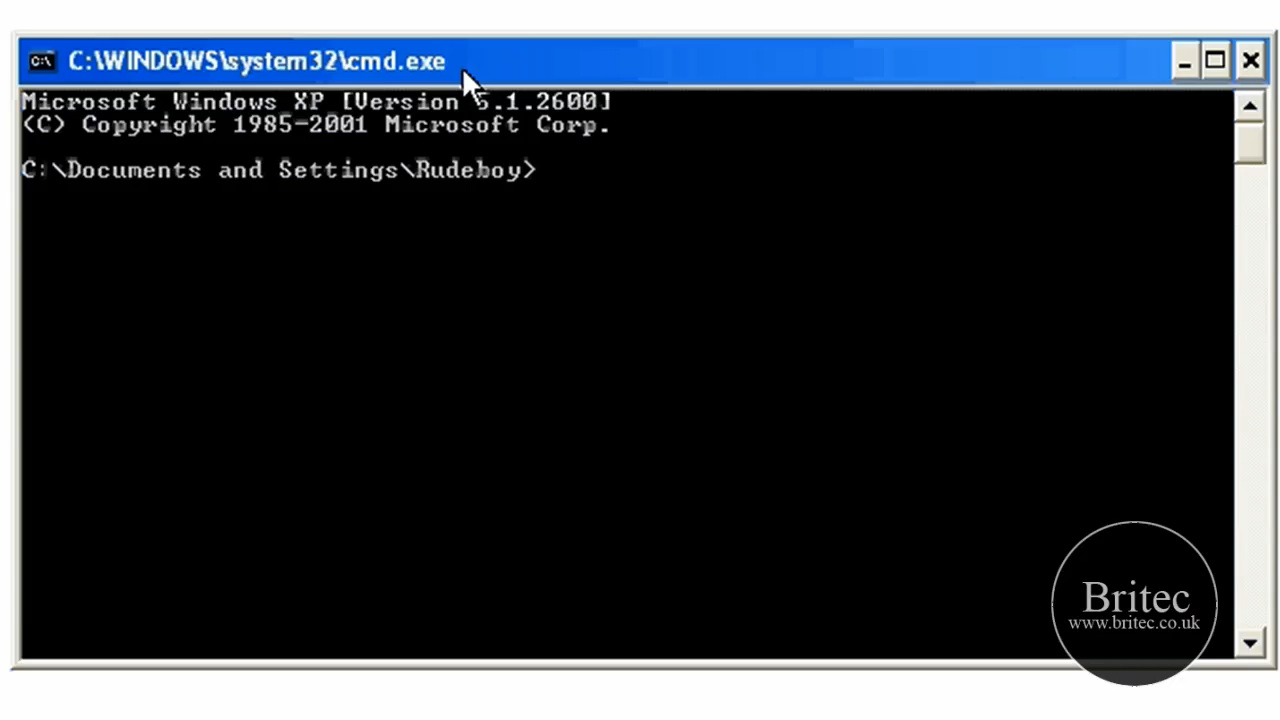 C:\WINDOWS\system32\cmd.exe
Microsoft Windows XP [Version 5.1.2600]
(C) Copyright 1985-2001 Microsoft Corp.
C:\Documents and Settings\Rudeboy>
Britec
www.britec.co.uk